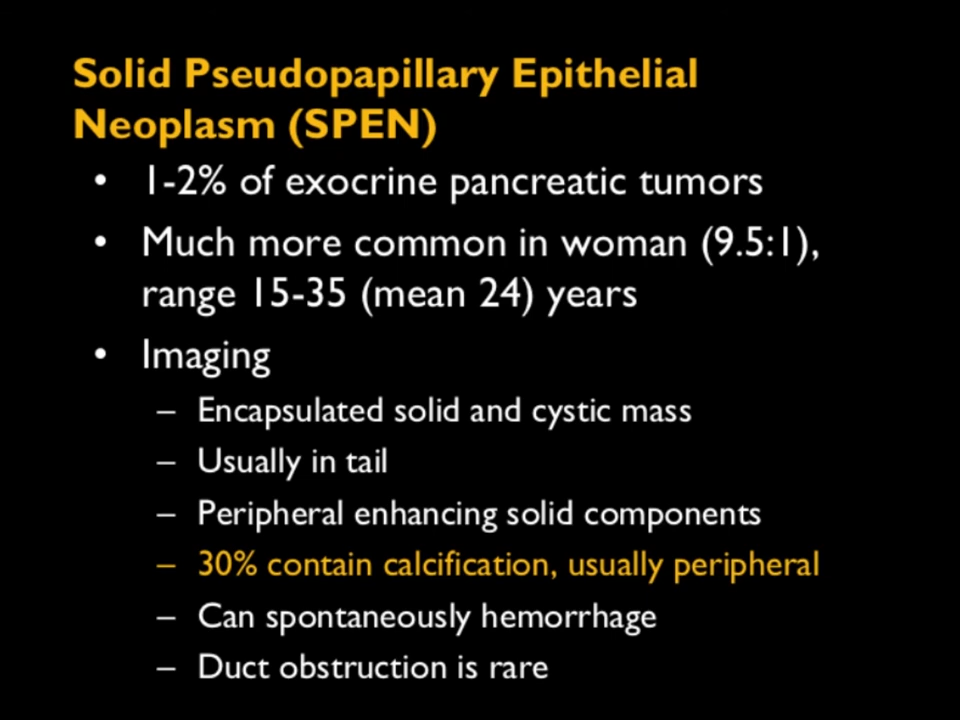 Solid Pseudopapillary Epithelial
Neoplasm (SPEN)
• 1-2% of exocrine pancreatic tumors
• Much more common in woman (9.5:1),
range 15-35 (mean 24) years
• Imaging
– Encapsulated solid and cystic mass
– Usually in tail
– Peripheral enhancing solid components
– 30% contain calcification, usually peripheral
– Can spontaneously hemorrhage
– Duct obstruction is rare